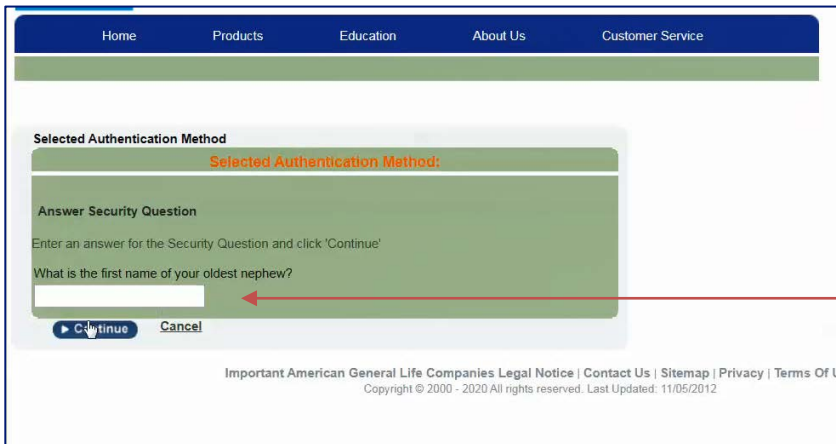 Home Products Education About Us Customer Service
Selected Authentication Method
Selected Authentication Method:
Answer Security Question
Enter an answer for the Security Question and click 'Continue'
What is the first name of your oldest nephew?
Continue Cancel
Important American General Life Companies Legal Notice | Contact Us | Sitemap | Privacy | Terms Of
Copyright © 2000 - 2020 All rights reserved. Last Updated: 11/05/2012